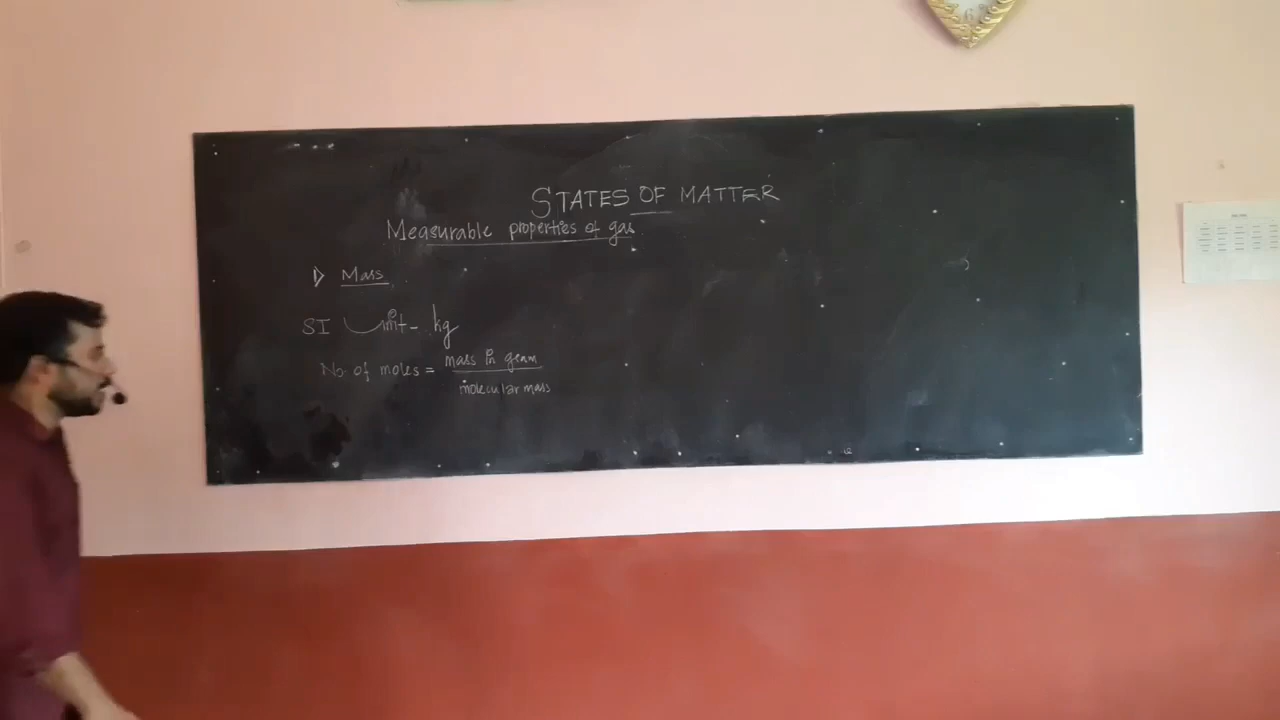 STATES OF MATTER
Measurable properties of gas
Mass
SI Unit - kg
No. of moles = mass in gram
molecular mass